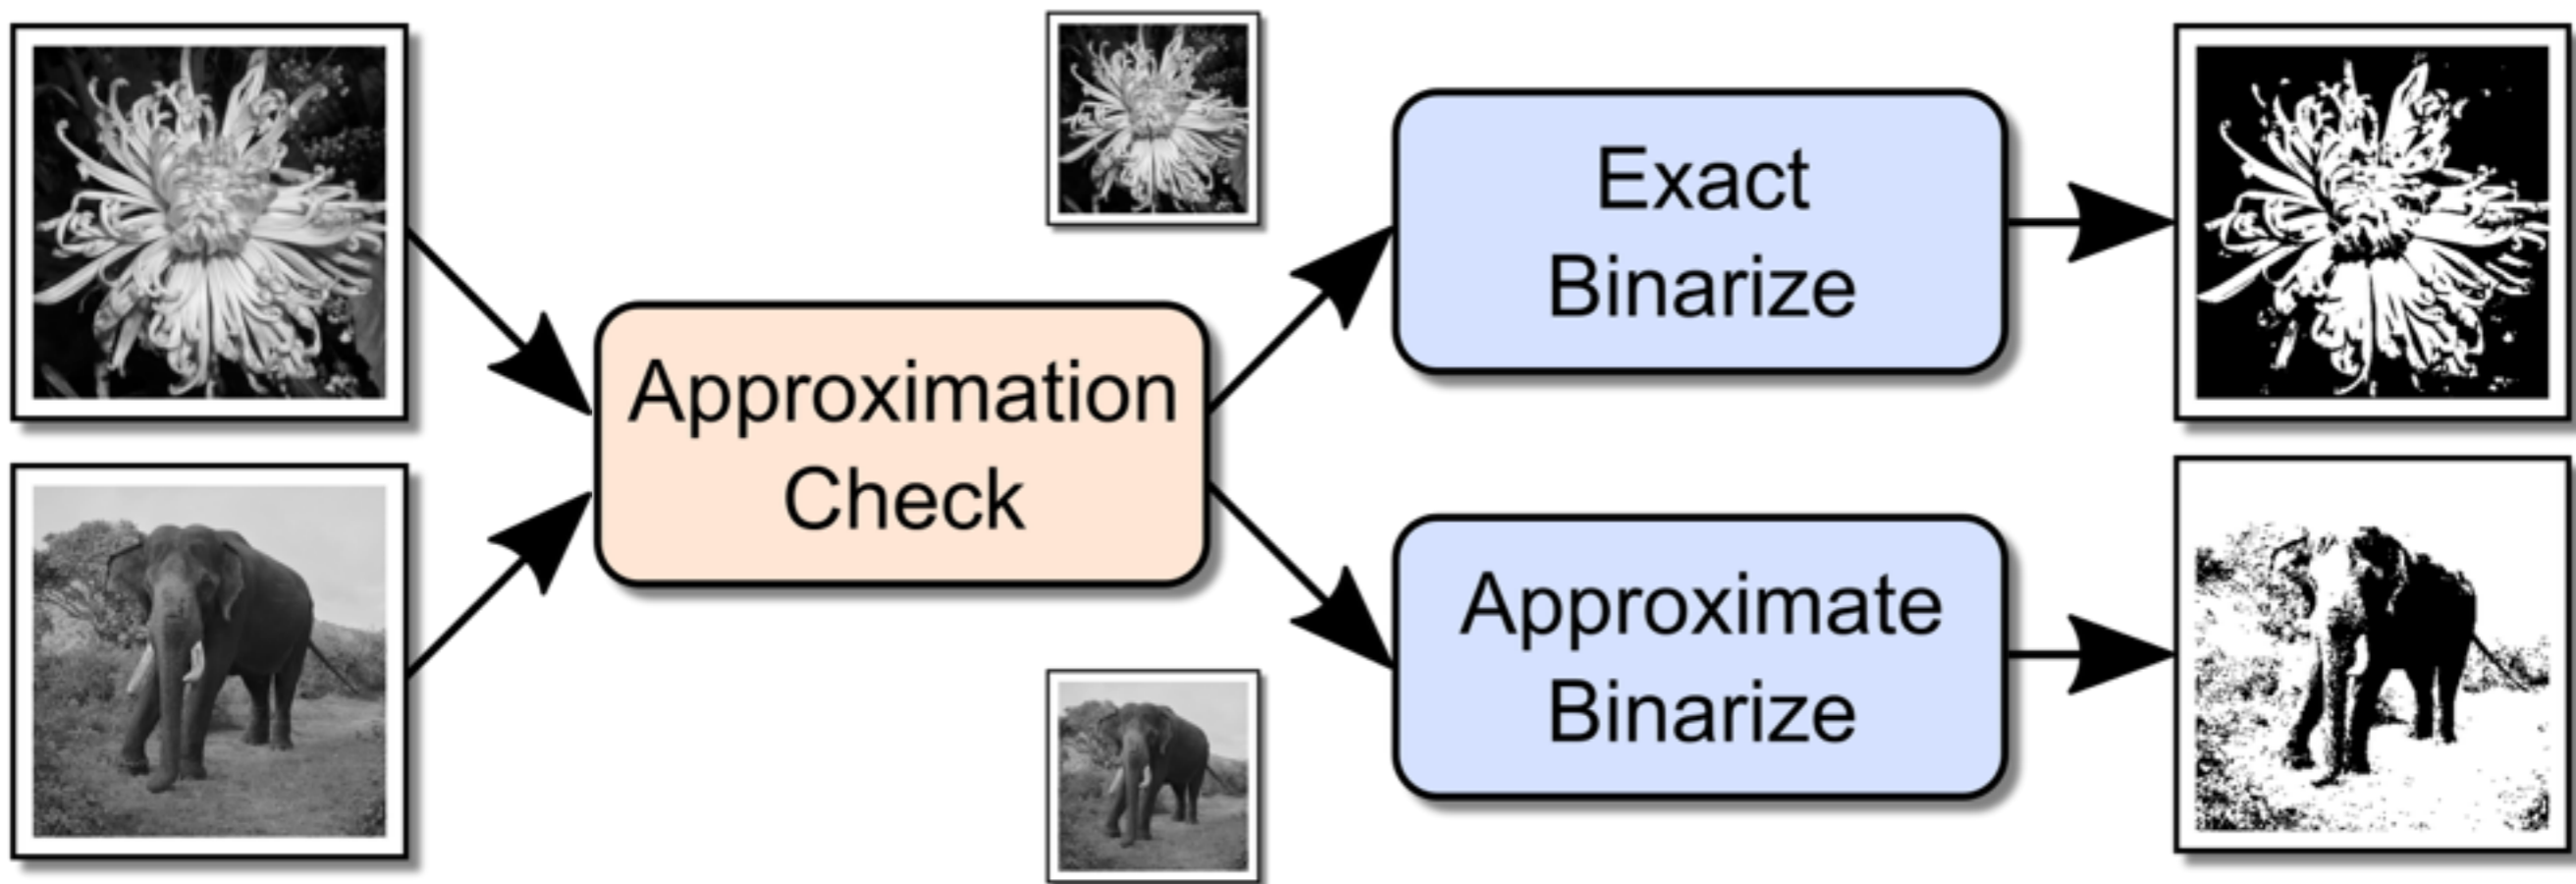 Approximation
Check
Exact
Binarize
Approximate
Binarize